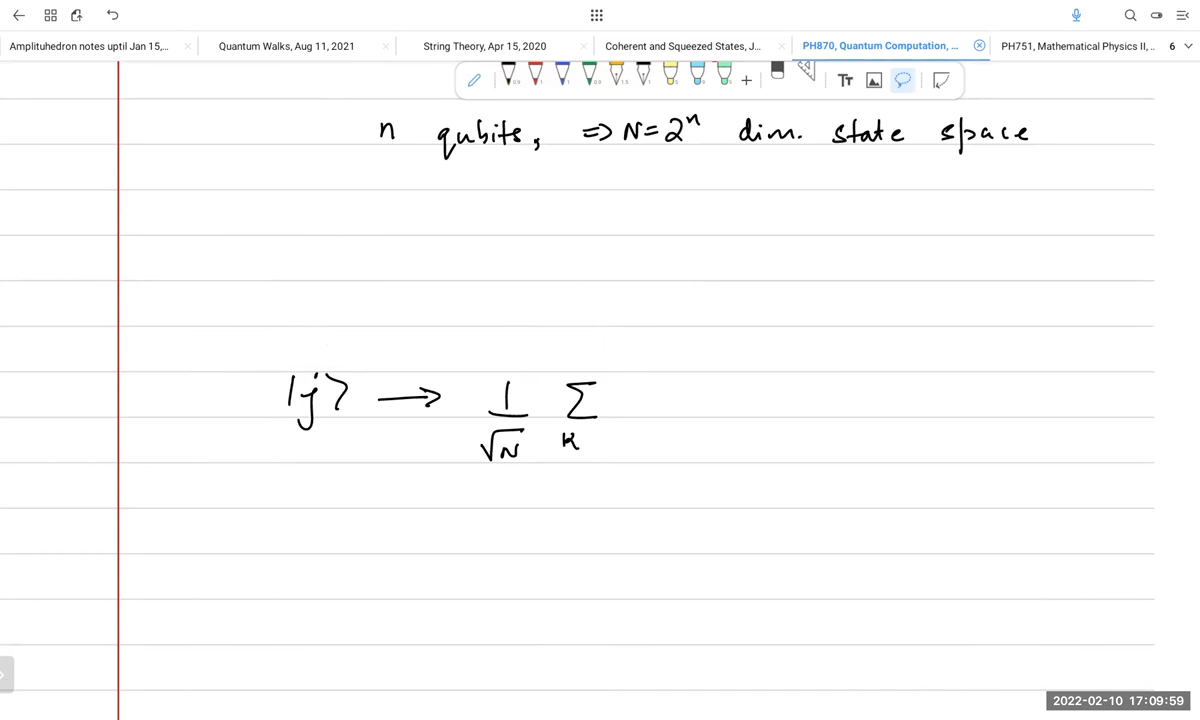 Amplituhedron notes uptil Jan 15,... Quantum Walks, Aug 11, 2021 String Theory, Apr 15, 2020 Coherent and Squeezed States, J... PH870, Quantum Computation, ... PH751, Mathematical Physics II, .. 6
Tт
n qubits, => N = 2^n dim. state space
|j> → 1/√N Σ_k
2022-02-10 17:09:59